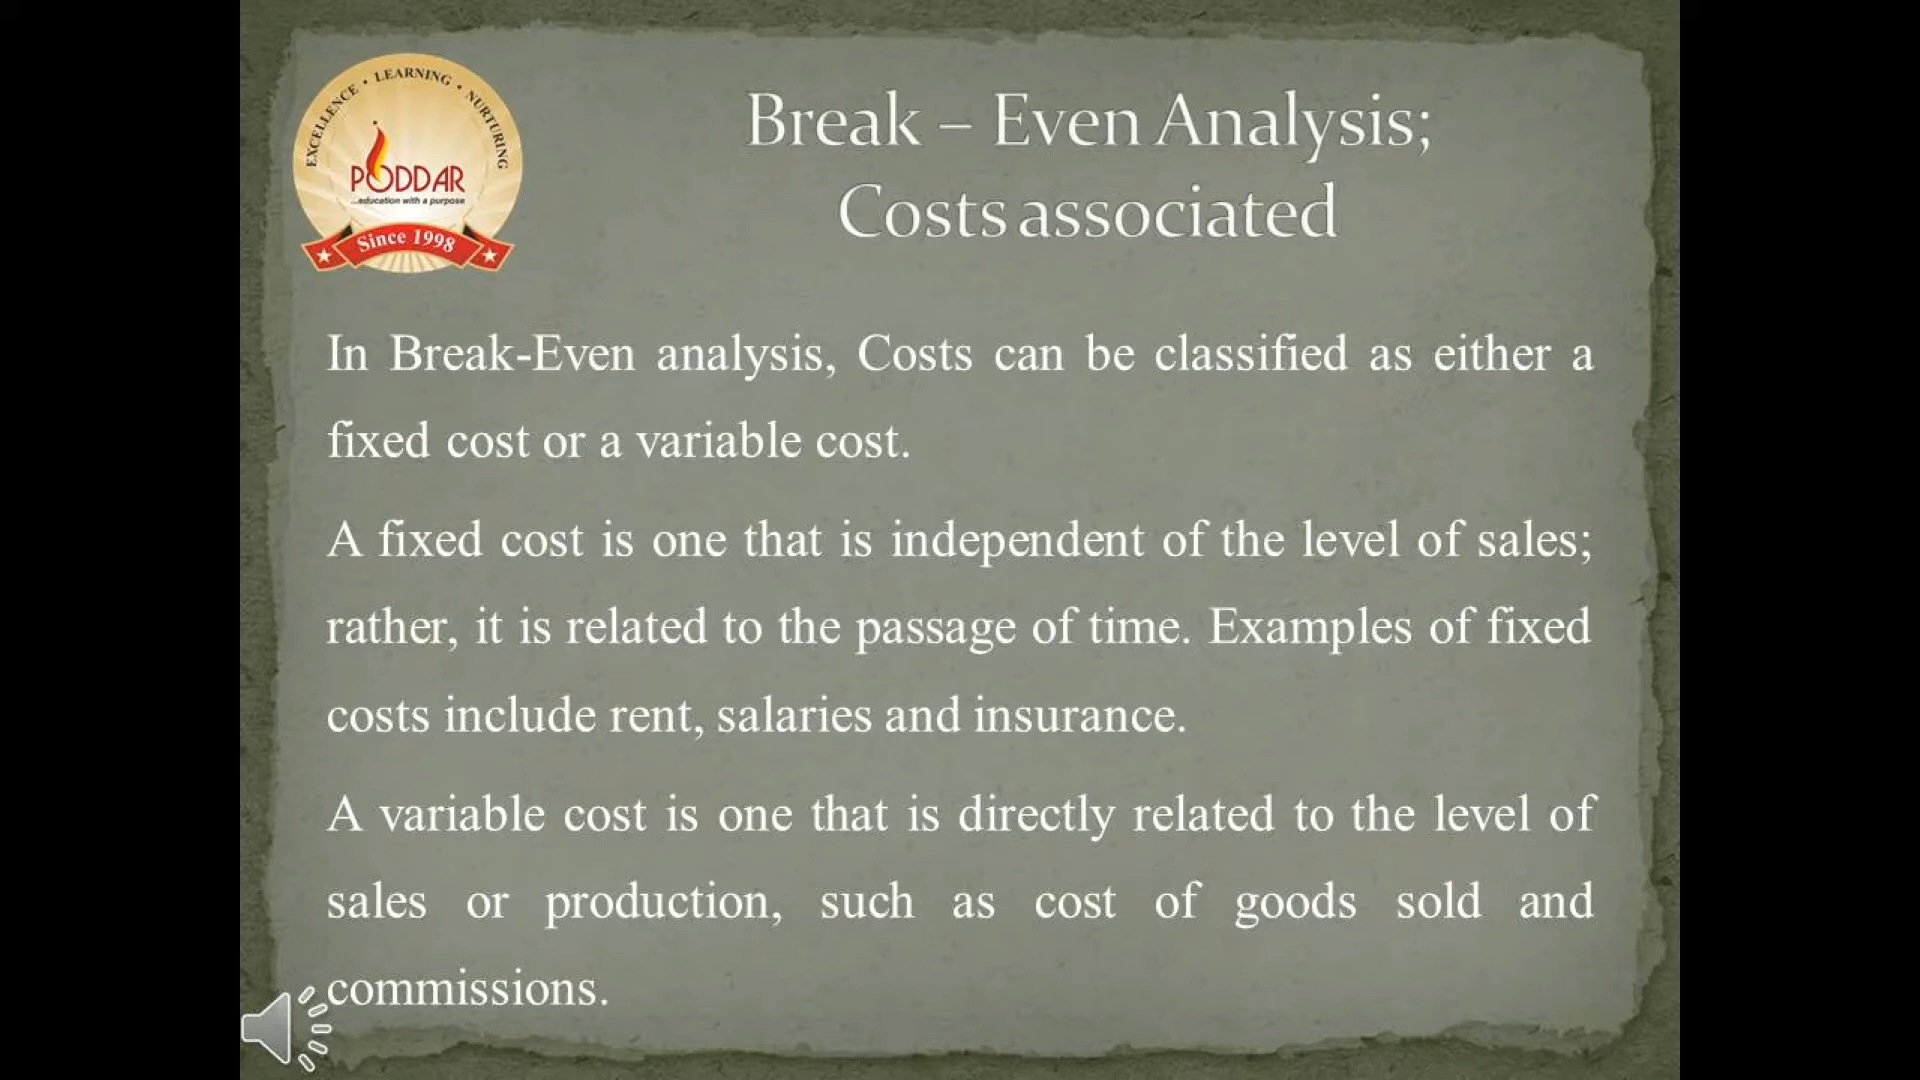 EXCELLENCE • LEARNING • NURTURING
PODDAR
...education with a purpose
Since 1998
Break – Even Analysis;
Costs associated
In Break-Even analysis, Costs can be classified as either a
fixed cost or a variable cost.
A fixed cost is one that is independent of the level of sales;
rather, it is related to the passage of time. Examples of fixed
costs include rent, salaries and insurance.
A variable cost is one that is directly related to the level of
sales or production, such as cost of goods sold and
commissions.